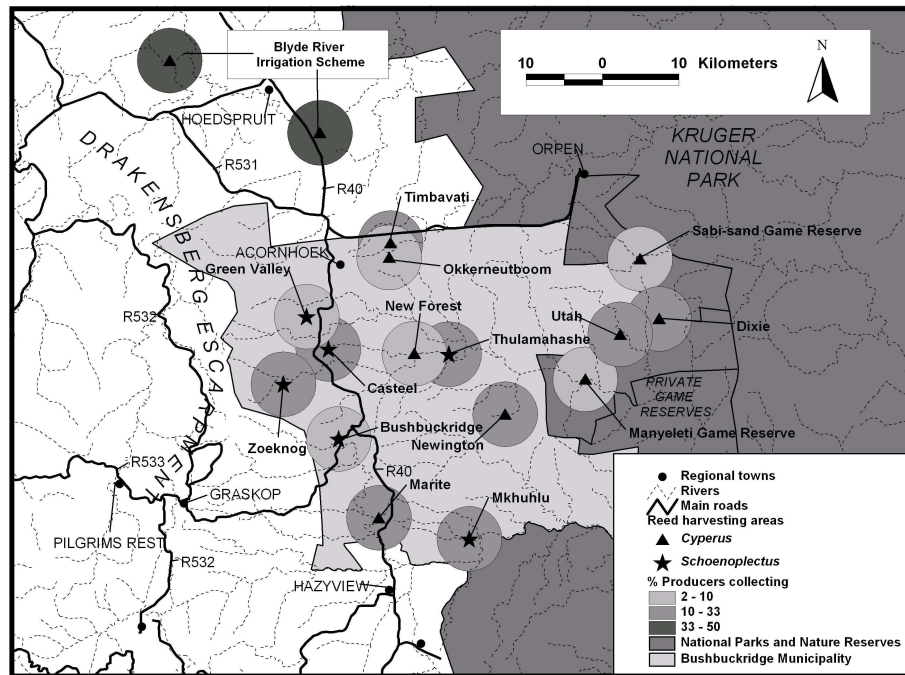 Blyde River
Irrigation Scheme
10 0 10 Kilometers
N
HOEDSPRUIT
DRAKENSBERG ESCARPMENT
R531
R40
ORPEN
KRUGER
NATIONAL
PARK
Timbavati
Sabi-sand Game Reserve
ACORNHOEK
Green Valley
Okkerneutboom
New Forest
Utah
Dixie
R532
Thulamahashe
Casteel
PRIVATE
GAME
RESERVES
Zoeknog
Bushbuckridge
Newington
Manyeleti Game Reserve
R533
R40
GRASKOP
Marite
Mkhuhlu
PILGRIMS REST
R532
HAZYVIEW
Regional towns
Rivers
Main roads
Reed harvesting areas
Cyperus
Schoenoplectus
% Producers collecting
2 - 10
10 - 33
33 - 50
National Parks and Nature Reserves
Bushbuckridge Municipality